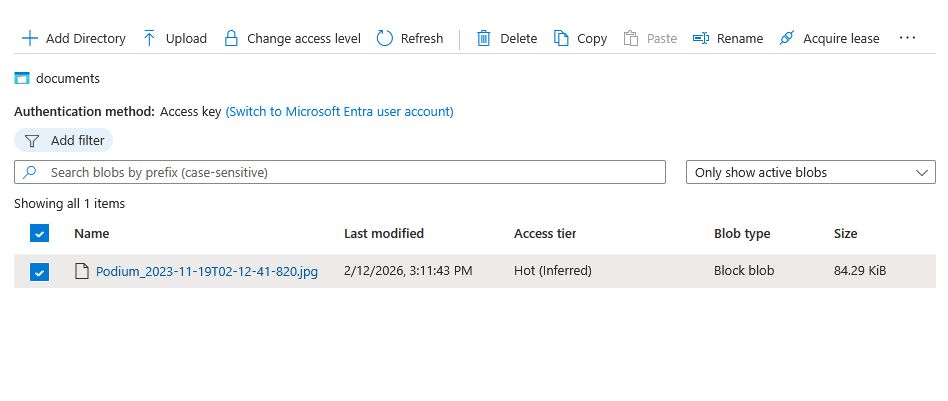 Add Directory Upload Change access level Refresh Delete Copy Paste Rename Acquire lease ...
documents
Authentication method: Access key (Switch to Microsoft Entra user account)
Add filter
Search blobs by prefix (case-sensitive) Only show active blobs
Showing all 1 items
Name Last modified Access tier Blob type Size
Podium_2023-11-19T02-12-41-820.jpg 2/12/2026, 3:11:43 PM Hot (Inferred) Block blob 84.29 KiB